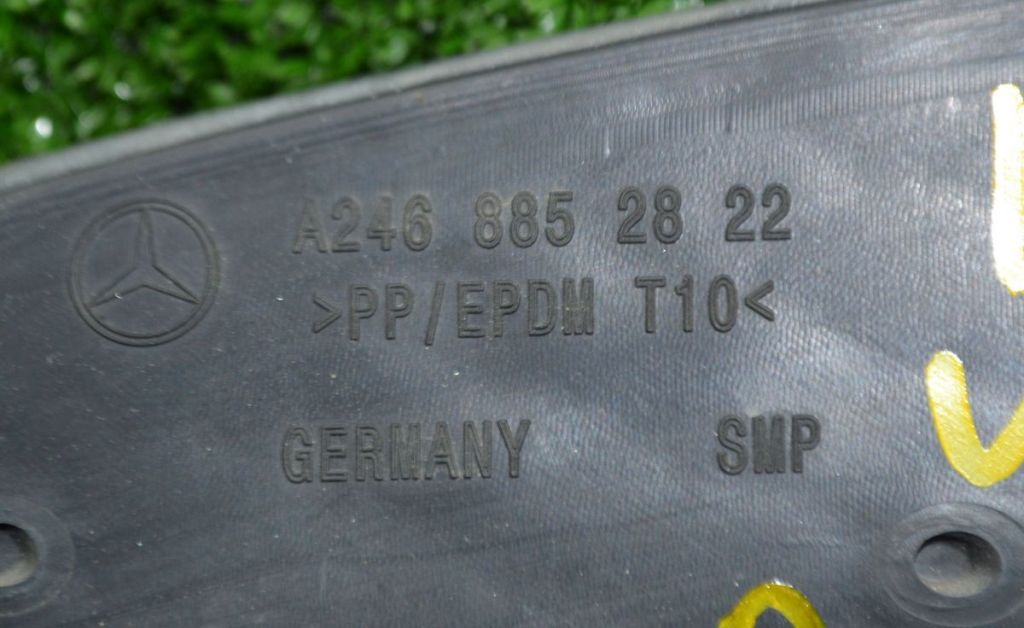 A246 885 28 22
>PP/EPDM T10<
GERMANY SMP